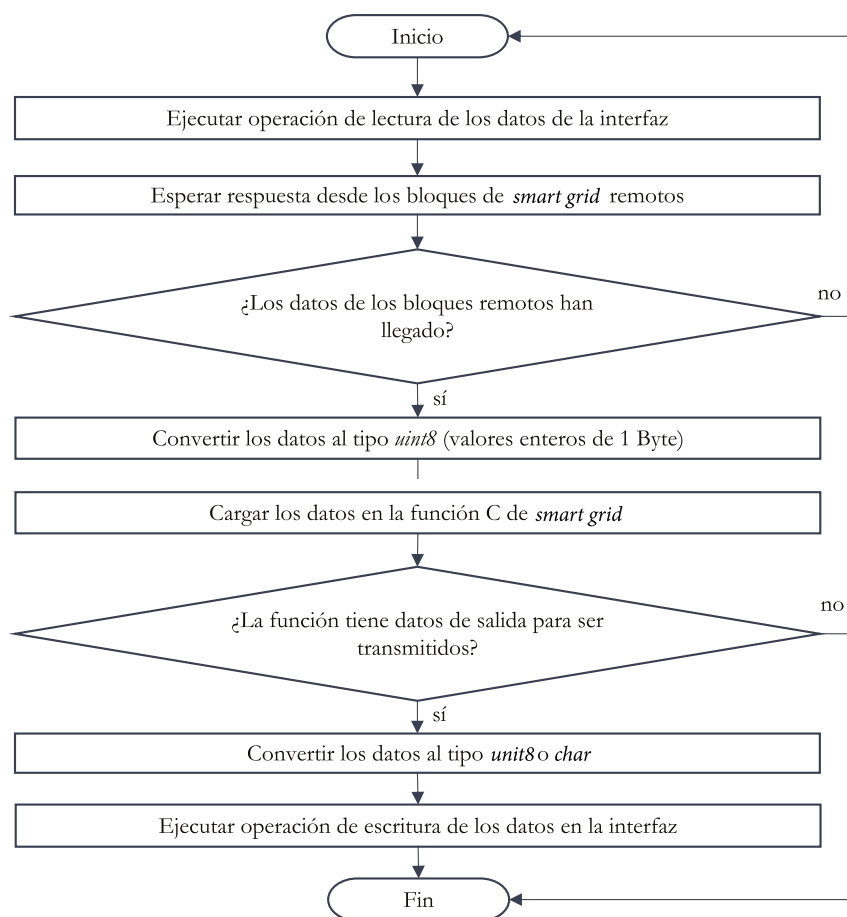 Inicio
Ejecutar operación de lectura de los datos de la interfaz
Esperar respuesta desde los bloques de smart grid remotos
¿Los datos de los bloques remotos han
llegado?
no
sí
Convertir los datos al tipo uint8 (valores enteros de 1 Byte)
Cargar los datos en la función C de smart grid
¿La función tiene datos de salida para ser
transmitidos?
no
sí
Convertir los datos al tipo unit8 o char
Ejecutar operación de escritura de los datos en la interfaz
Fin